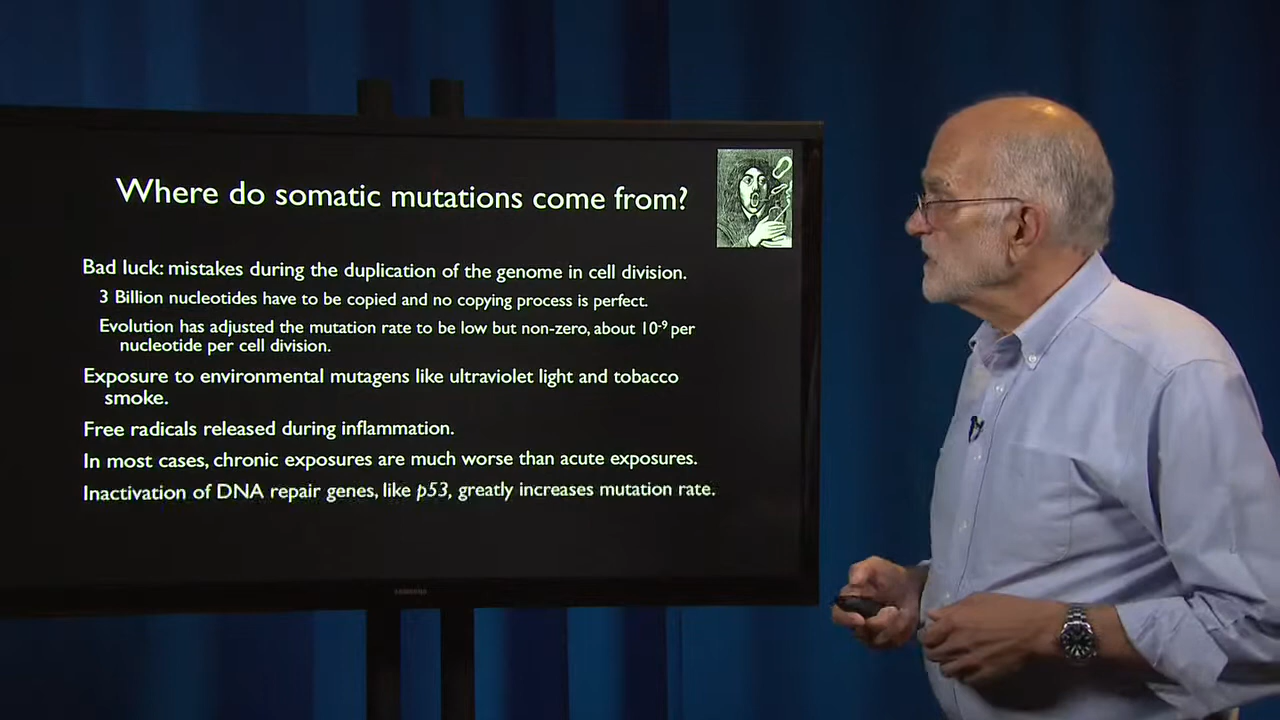 Where do somatic mutations come from?
Bad luck: mistakes during the duplication of the genome in cell division.
3 Billion nucleotides have to be copied and no copying process is perfect.
Evolution has adjusted the mutation rate to be low but non-zero, about 10⁻⁹ per
nucleotide per cell division.
Exposure to environmental mutagens like ultraviolet light and tobacco
smoke.
Free radicals released during inflammation.
In most cases, chronic exposures are much worse than acute exposures.
Inactivation of DNA repair genes, like p53, greatly increases mutation rate.
SAMSUNG